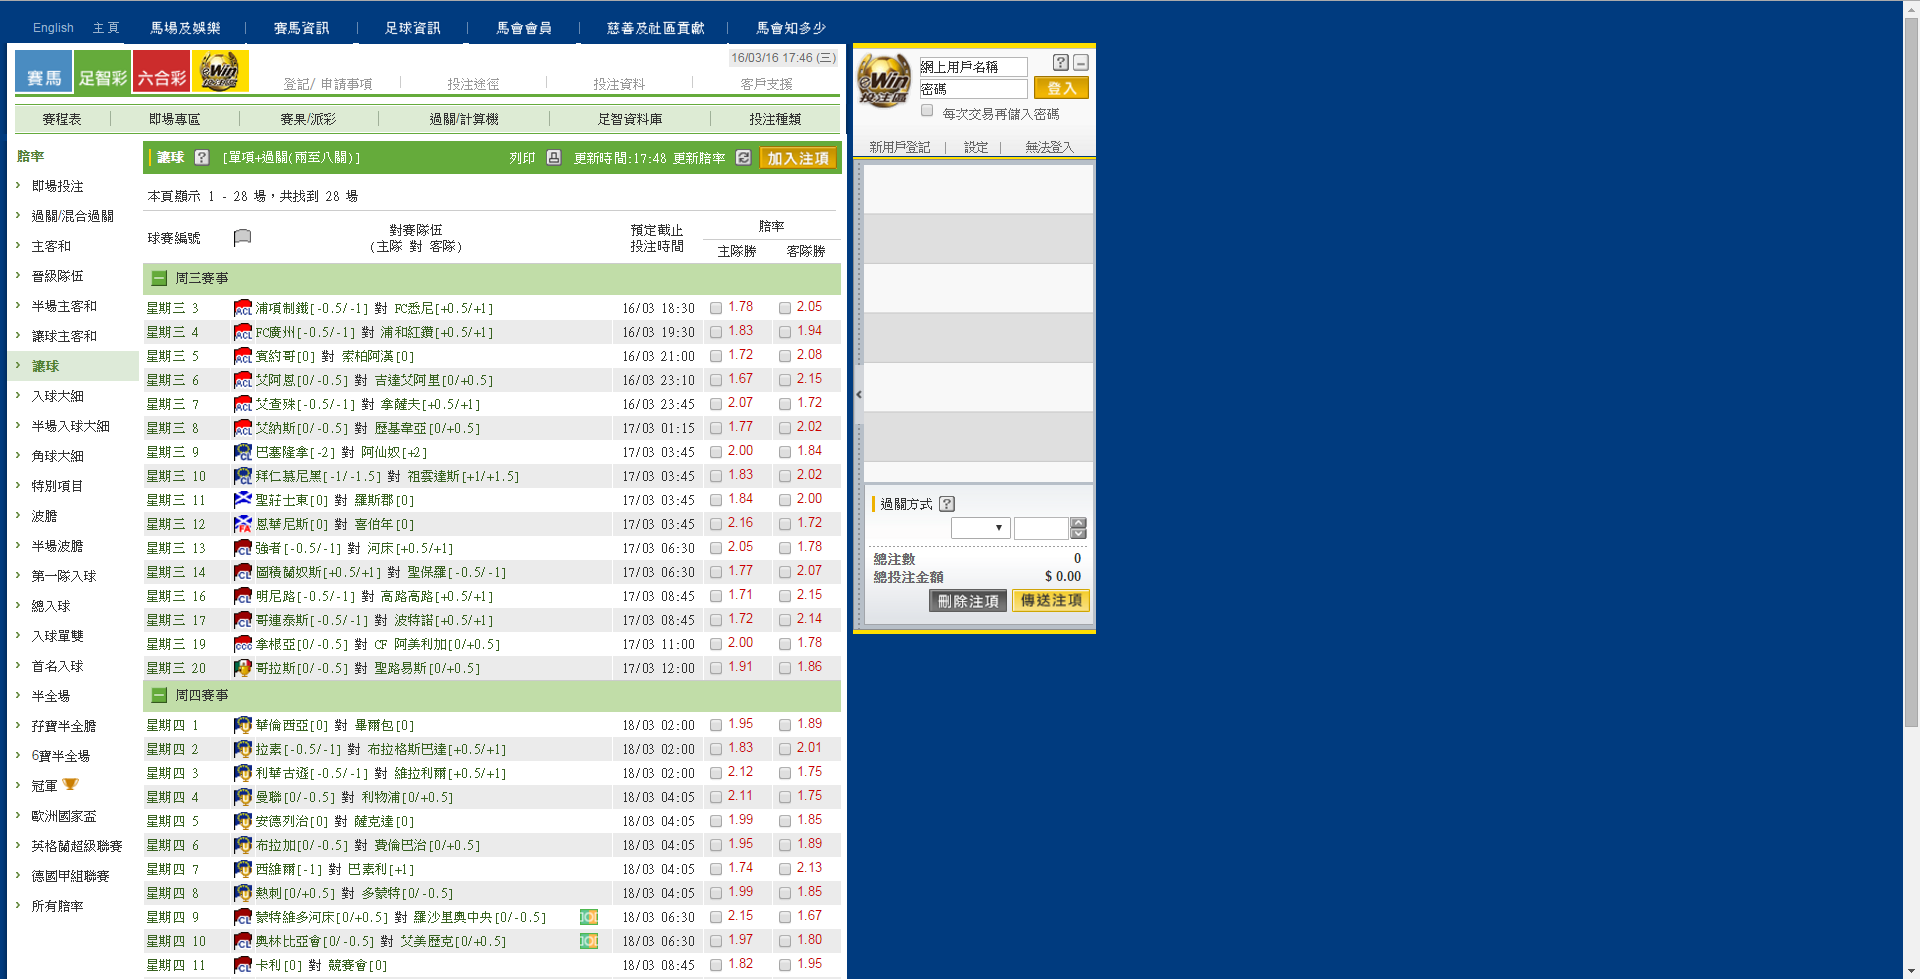 English 主頁 馬場及娛樂 賽馬資訊 足球資訊 馬會會員 慈善及社區貢獻 馬會知多少
賽馬 足智彩 六合彩 eWin 投注區
16/03/16 17:46 (三)
登記/ 申請事項 投注途徑 投注資料 客戶支援
賽程表 即場專區 賽果/派彩 過關/計算機 足智資料庫 投注種類
賠率
即場投注
過關/混合過關
主客和
晉級隊伍
半場主客和
讓球主客和
讓球
入球大細
半場入球大細
角球大細
特別項目
波膽
半場波膽
第一隊入球
總入球
入球單雙
首名入球
半全場
孖寶半全膽
6寶半全場
冠軍
歐洲國家盃
英格蘭超級聯賽
德國甲組聯賽
所有賠率
讓球 ? [單項+過關(兩至八關)] 列印 更新時間:17:48 更新賠率 加入注項
本頁顯示 1 - 28 場，共找到 28 場
球賽編號 對賽隊伍 (主隊 對 客隊) 預定截止 投注時間 賠率
主隊勝 客隊勝
周三賽事
星期三 3 ACL 浦項制鐵[-0.5/-1] 對 FC悉尼[+0.5/+1] 16/03 18:30 1.78 2.05
星期三 4 ACL FC廣州[-0.5/-1] 對 浦和紅鑽[+0.5/+1] 16/03 19:30 1.83 1.94
星期三 5 ACL 賓約哥[0] 對 索柏阿漢[0] 16/03 21:00 1.72 2.08
星期三 6 ACL 艾阿恩[0/-0.5] 對 吉達艾阿里[0/+0.5] 16/03 23:10 1.67 2.15
星期三 7 ACL 艾查殊[-0.5/-1] 對 拿薩夫[+0.5/+1] 16/03 23:45 2.07 1.72
星期三 8 ACL 艾納斯[0/-0.5] 對 歷基韋亞[0/+0.5] 17/03 01:15 1.77 2.02
星期三 9 CL 巴塞隆拿[-2] 對 阿仙奴[+2] 17/03 03:45 2.00 1.84
星期三 10 CL 拜仁慕尼黑[-1/-1.5] 對 祖雲達斯[+1/+1.5] 17/03 03:45 1.83 2.02
星期三 11 聖莊士東[0] 對 羅斯郡[0] 17/03 03:45 1.84 2.00
星期三 12 FA 恩華尼斯[0] 對 喜伯年[0] 17/03 03:45 2.16 1.72
星期三 13 CL 強者[-0.5/-1] 對 河床[+0.5/+1] 17/03 06:30 2.05 1.78
星期三 14 CL 圖積蘭奴斯[+0.5/+1] 對 聖保羅[-0.5/-1] 17/03 06:30 1.77 2.07
星期三 16 CL 明尼路[-0.5/-1] 對 高路高路[+0.5/+1] 17/03 08:45 1.71 2.15
星期三 17 CL 哥連泰斯[-0.5/-1] 對 波特諾[+0.5/+1] 17/03 08:45 1.72 2.14
星期三 19 CCC 拿根亞[0/-0.5] 對 CF 阿美利加[0/+0.5] 17/03 11:00 2.00 1.78
星期三 20 哥拉斯[0/-0.5] 對 聖路易斯[0/+0.5] 17/03 12:00 1.91 1.86
周四賽事
星期四 1 華倫西亞[0] 對 畢爾包[0] 18/03 02:00 1.95 1.89
星期四 2 拉素[-0.5/-1] 對 布拉格斯巴達[+0.5/+1] 18/03 02:00 1.83 2.01
星期四 3 利華古遜[-0.5/-1] 對 維拉利爾[+0.5/+1] 18/03 02:00 2.12 1.75
星期四 4 曼聯[0/-0.5] 對 利物浦[0/+0.5] 18/03 04:05 2.11 1.75
星期四 5 安德列治[0] 對 薩克達[0] 18/03 04:05 1.99 1.85
星期四 6 布拉加[0/-0.5] 對 費倫巴治[0/+0.5] 18/03 04:05 1.95 1.89
星期四 7 西維爾[-1] 對 巴素利[+1] 18/03 04:05 1.74 2.13
星期四 8 熱刺[0/+0.5] 對 多蒙特[0/-0.5] 18/03 04:05 1.99 1.85
星期四 9 CL 蒙特維多河床[0/+0.5] 對 羅沙里奧中央[0/-0.5] 18/03 06:30 2.15 1.67
星期四 10 CL 奧林比亞會[0/-0.5] 對 艾美歷克[0/+0.5] 18/03 06:30 1.97 1.80
星期四 11 CL 卡利[0] 對 競賽會[0] 18/03 08:45 1.82 1.95
eWin 投注區
網上用戶名稱 ?
密碼 登入
每次交易再儲入密碼
新用戶登記 | 設定 | 無法登入
過關方式 ?
總注數 0
總投注金額 $ 0.00
刪除注項 傳送注項